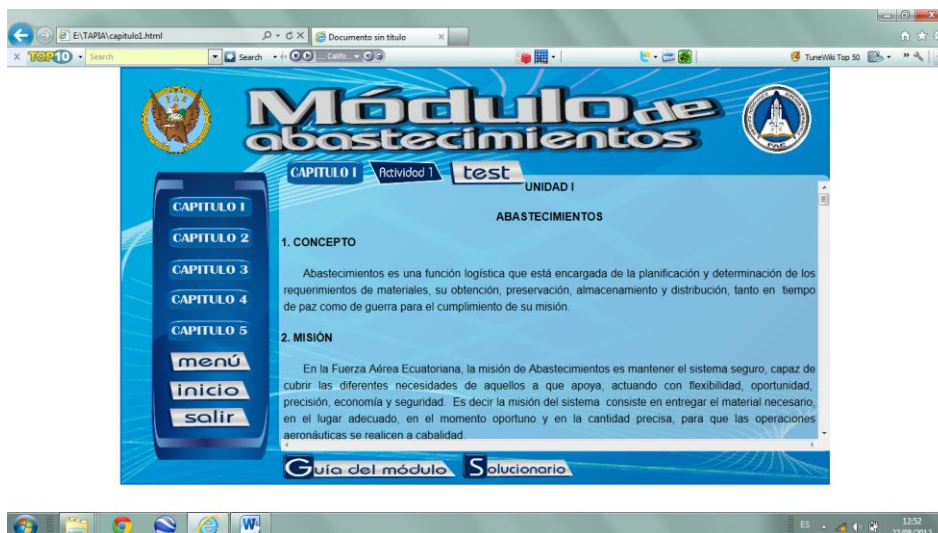 E:\TAPIA\capitulo1.html
Documento sin título
TOP10
Search
Search
TuneWiki Top 50
Módulo de
abastecimientos
FAE
CAPITULO I
Actividad 1
test
CAPITULO 1
CAPITULO 2
CAPITULO 3
CAPITULO 4
CAPITULO 5
menú
inicio
salir
UNIDAD I
ABASTECIMIENTOS
1. CONCEPTO
Abastecimientos es una función logística que está encargada de la planificación y determinación de los
requerimientos de materiales, su obtención, preservación, almacenamiento y distribución, tanto en tiempo
de paz como de guerra para el cumplimiento de su misión.
2. MISIÓN
En la Fuerza Aérea Ecuatoriana, la misión de Abastecimientos es mantener el sistema seguro, capaz de
cubrir las diferentes necesidades de aquellos a que apoya, actuando con flexibilidad, oportunidad,
precisión, economía y seguridad. Es decir la misión del sistema consiste en entregar el material necesario,
en el lugar adecuado, en el momento oportuno y en la cantidad precisa, para que las operaciones
aeronáuticas se realicen a cabalidad.
Guía del módulo
Solucionario
ES
12:52
22/08/2012